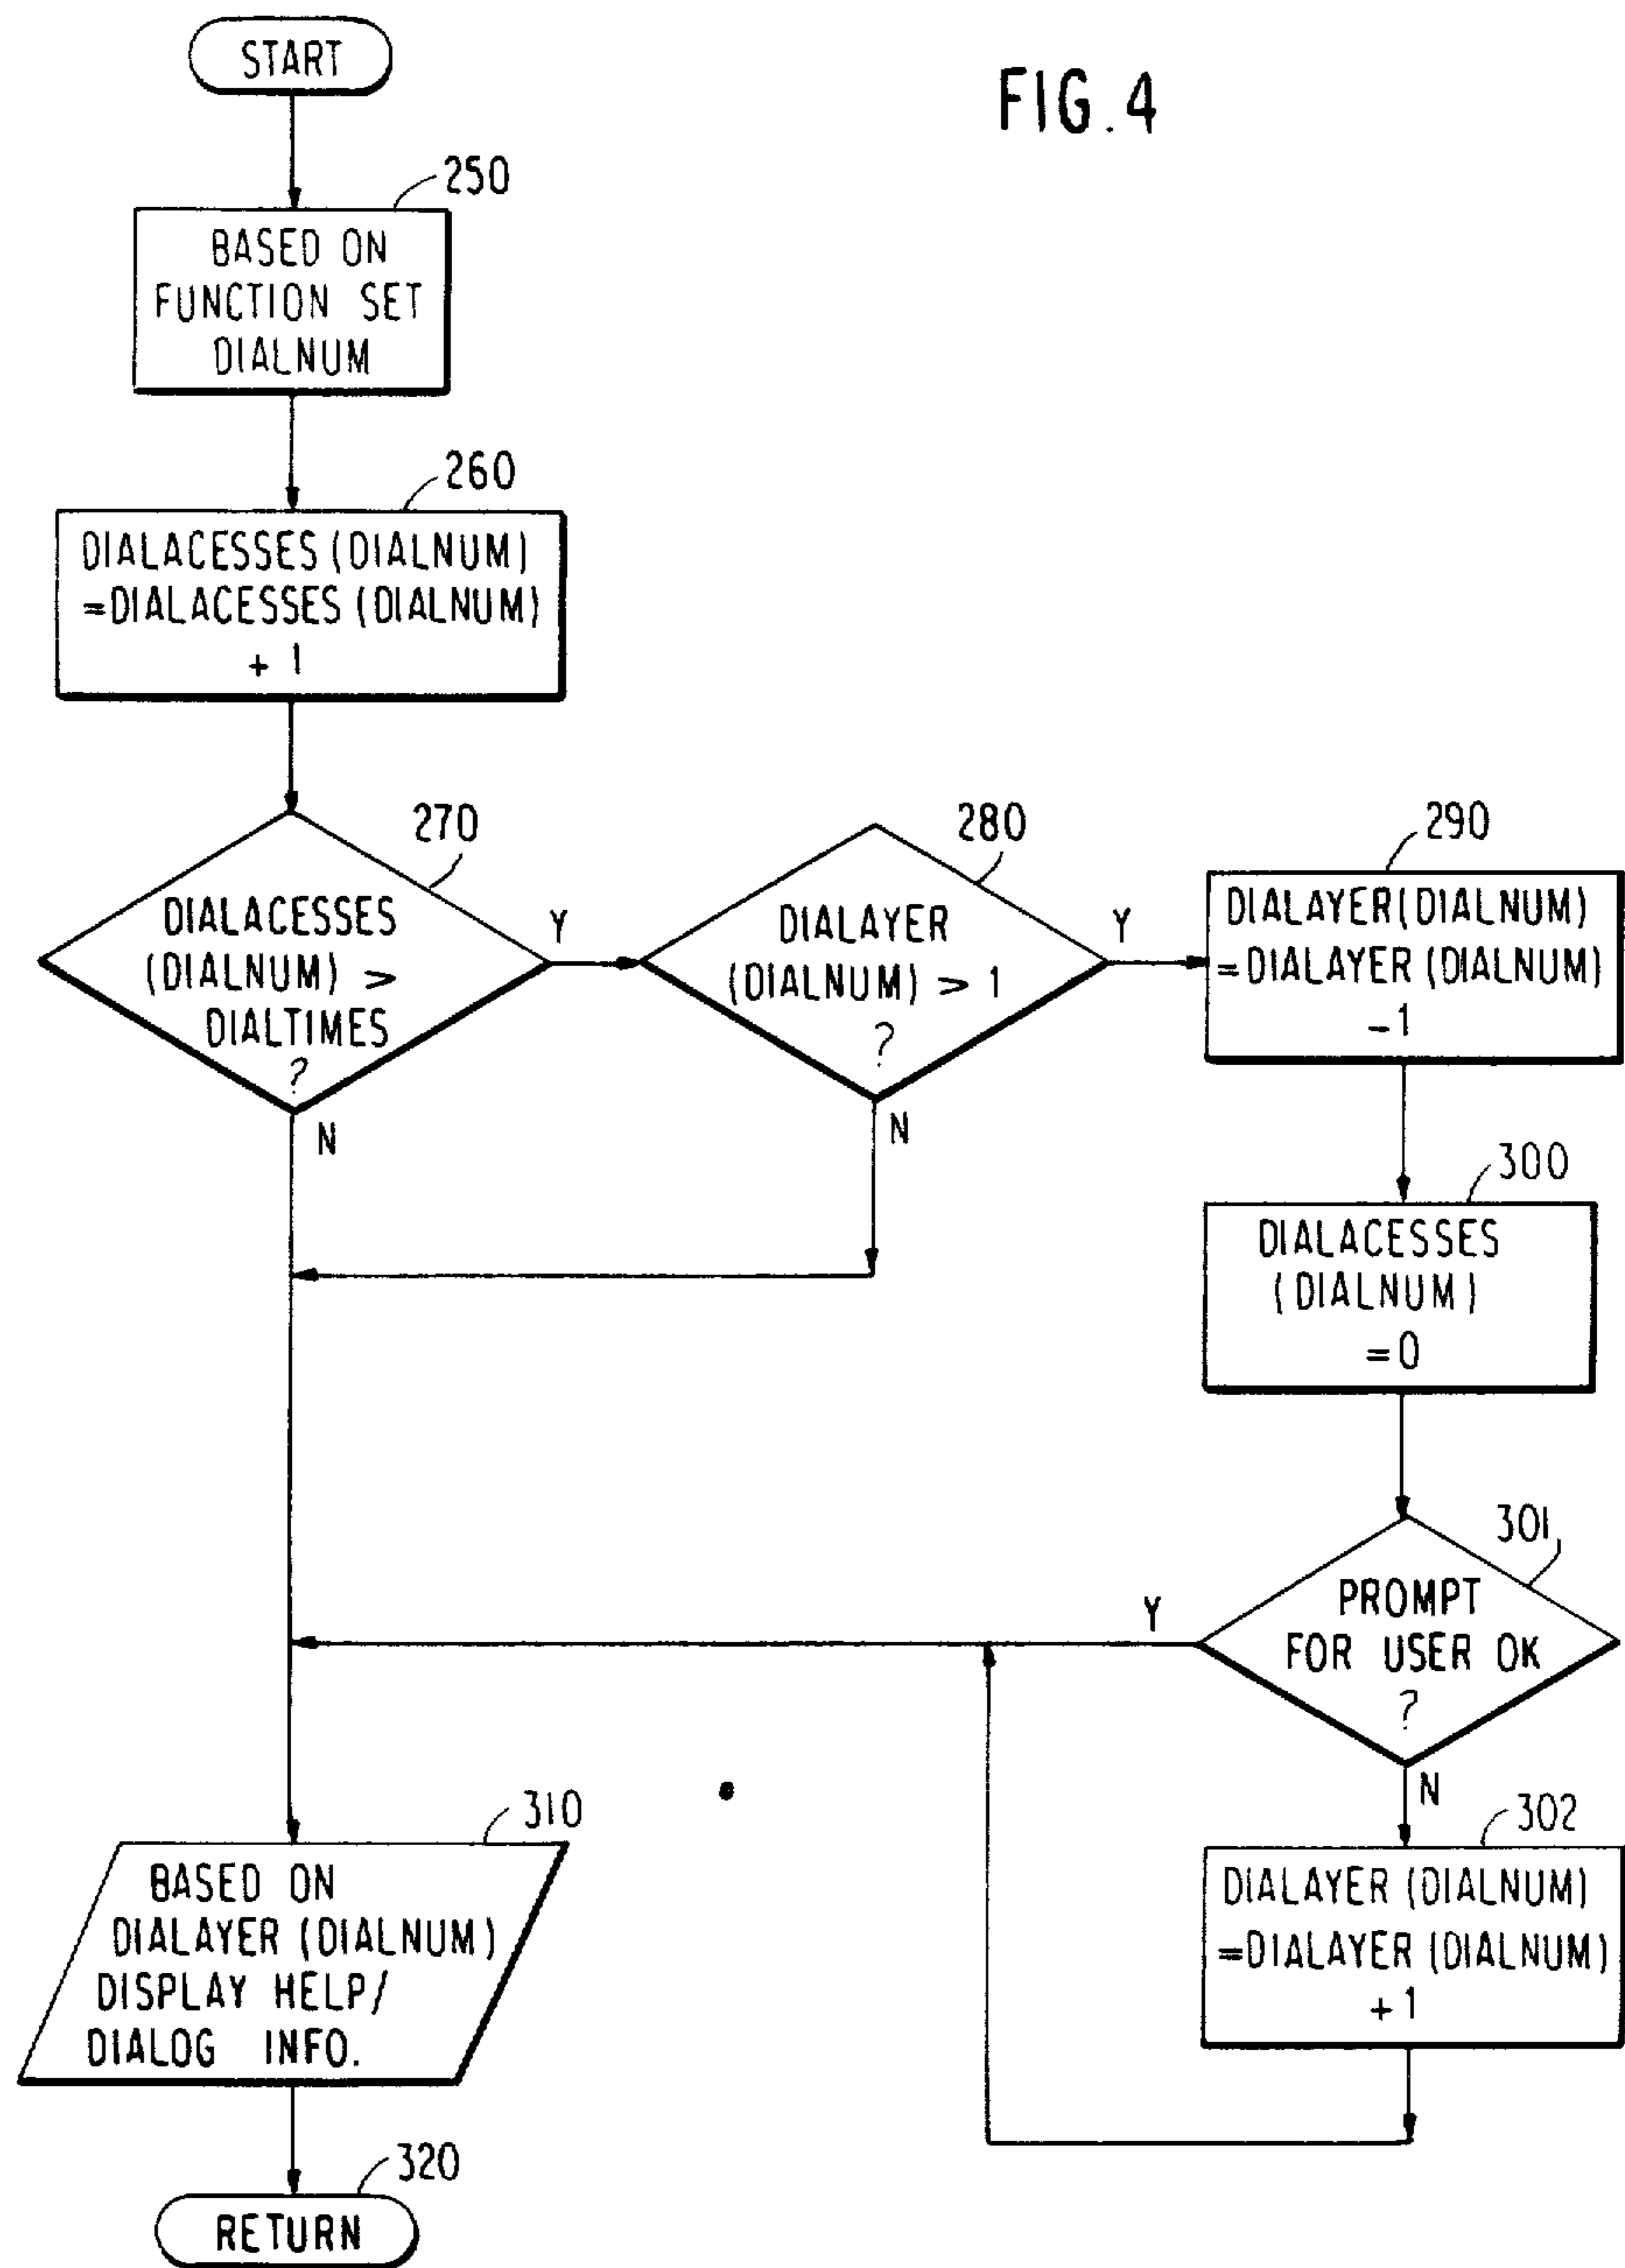 START
FIG. 4
250
BASED ON
FUNCTION SET
DIALNUM
260
DIALACESSES (DIALNUM)
=DIALACESSES (DIALNUM)
+ 1
270
DIALACESSES
(DIALNUM) >
DIALTIMES
?
Y
N
280
DIALAYER
(DIALNUM) > 1
?
Y
N
290
DIALAYER(DIALNUM)
=DIALAYER (DIALNUM)
-1
300
DIALACESSES
(DIALNUM)
=0
301
PROMPT
FOR USER OK
?
Y
N
302
DIALAYER (DIALNUM)
=DIALAYER (DIALNUM)
+1
310
BASED ON
DIALAYER (DIALNUM)
DISPLAY HELP/
DIALOG INFO.
320
RETURN